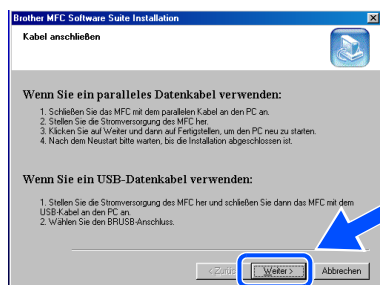 Brother MFC Software Suite Installation
Kabel anschließen
Wenn Sie ein paralleles Datenkabel verwenden:
1. Schließen Sie das MFC mit dem parallelen Kabel an den PC an.
2. Stellen Sie die Stromversorgung des MFC her.
3. Klicken Sie auf Weiter und dann auf Fertigstellen, um den PC neu zu starten.
4. Nach dem Neustart bitte warten, bis die Installation abgeschlossen ist.
Wenn Sie ein USB-Datenkabel verwenden:
1. Stellen Sie die Stromversorgung des MFC her und schließen Sie dann das MFC mit dem
USB-Kabel an den PC an.
2. Wählen Sie den BRUSB-Anschluss.
Weiter > Abbrechen